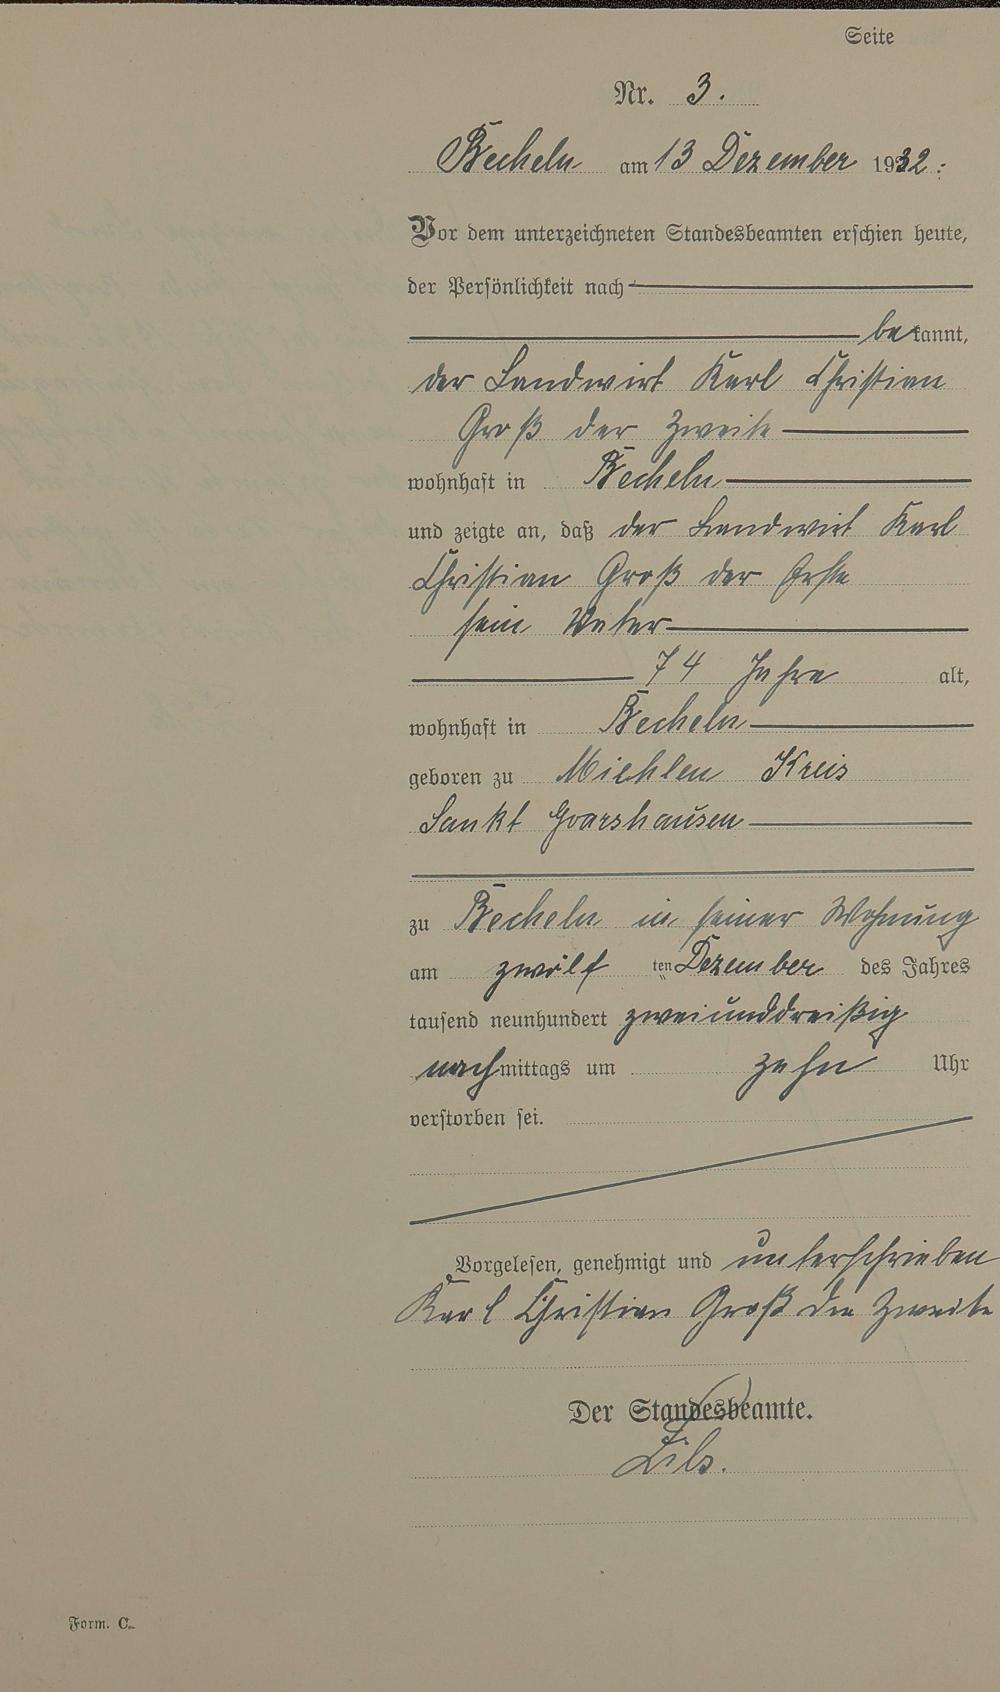 Seite
Nr. 3.
Becheln am 13 Dezember 1932.
Vor dem unterzeichneten Standesbeamten erschien heute,
der Persönlichkeit nach
bekannt,
der Landwirt Karl Christian
Groß der Zweite
wohnhaft in Becheln
und zeigte an, daß der Landwirt Karl
Christian Groß der Erste
sein Vater
74 Jahre alt,
wohnhaft in Becheln
geboren zu Miehlen Kreis
Sankt Goarshausen
zu Becheln in seiner Wohnung
am zwölf ten Dezember des Jahres
tausend neunhundert zweiunddreißig
nachmittags um zehn Uhr
verstorben sei.
Vorgelesen, genehmigt und unterschrieben
Karl Christian Groß der Zweite
Der Standesbeamte.
Form. C.